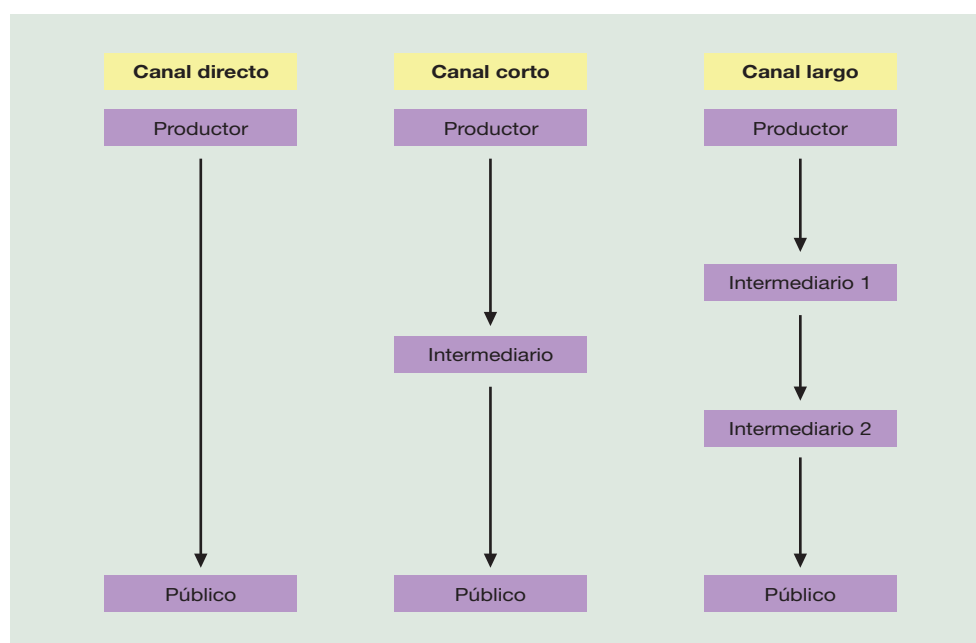 Canal directo
Productor
Público
Canal corto
Productor
Intermediario
Público
Canal largo
Productor
Intermediario 1
Intermediario 2
Público